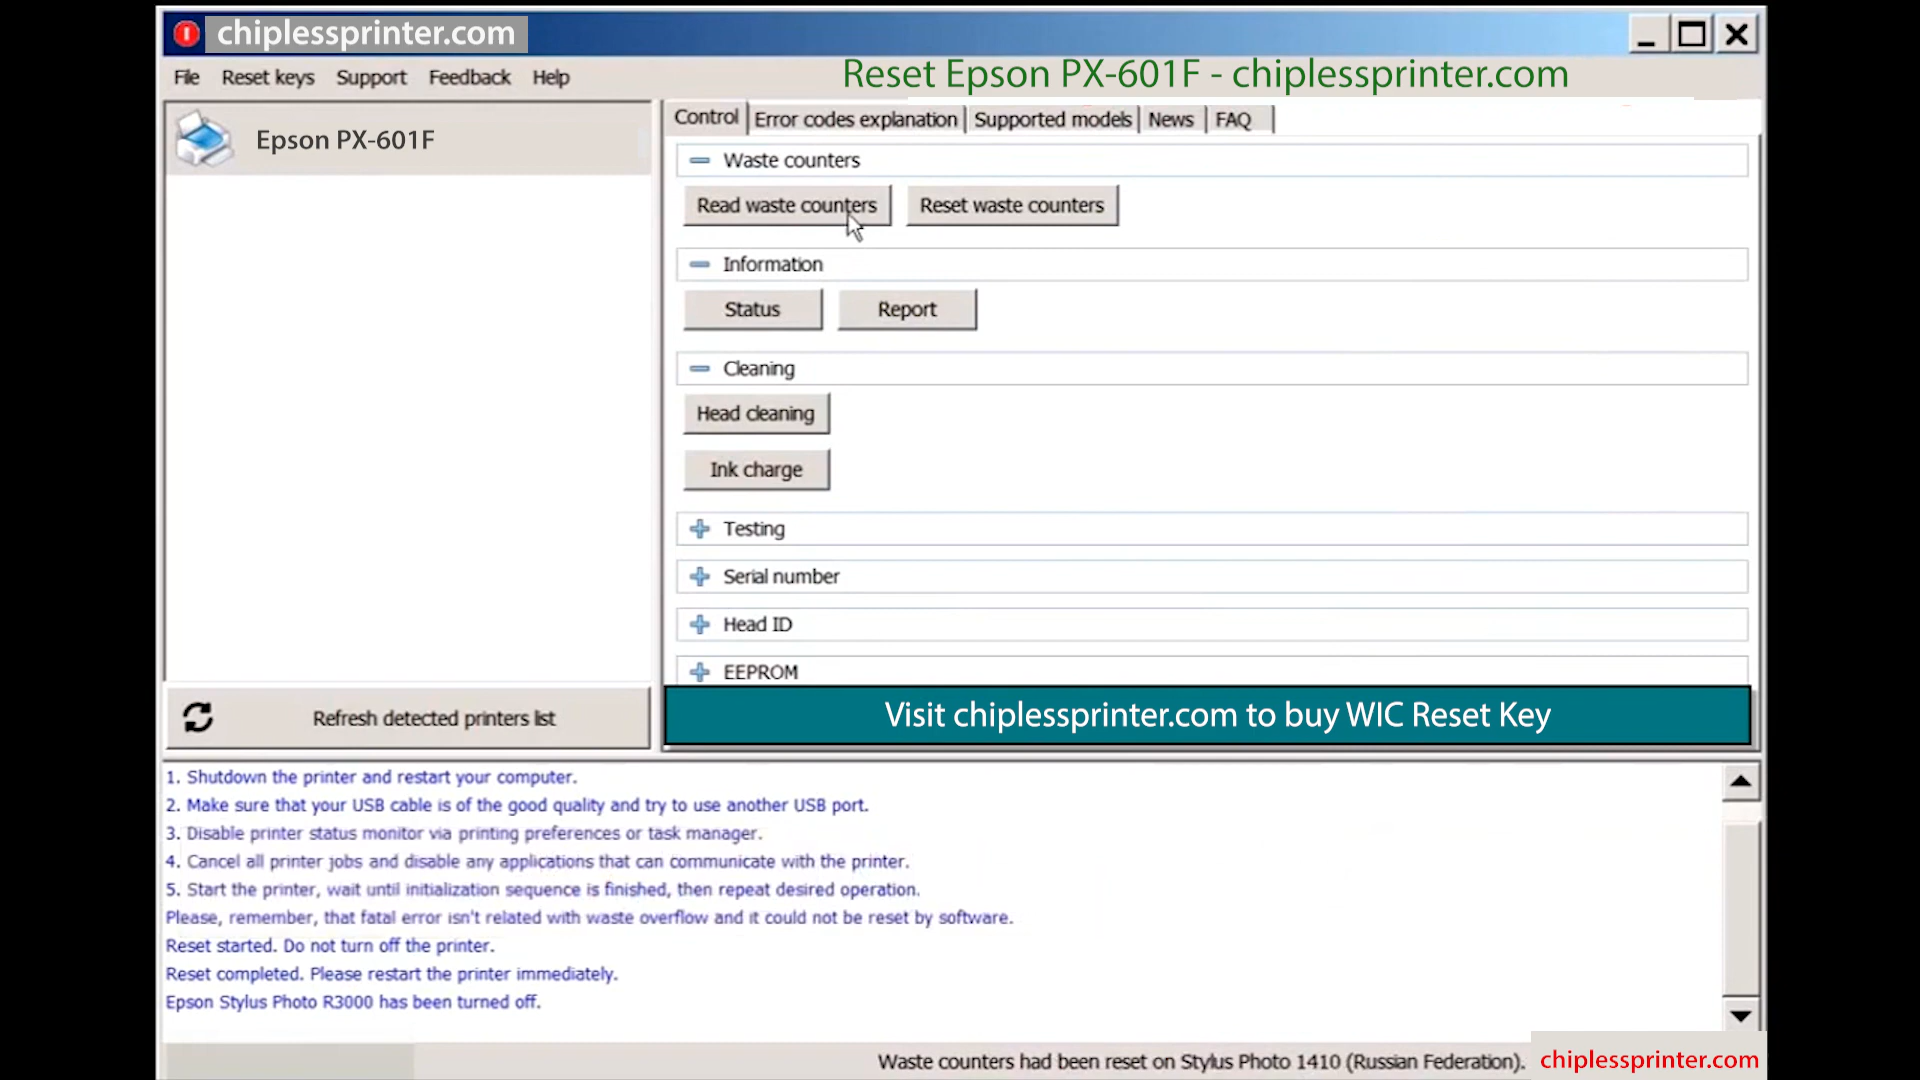 chiplessprinter.com
File Reset keys Support Feedback Help
Reset Epson PX-601F - chiplessprinter.com
Epson PX-601F
Control Error codes explanation Supported models News FAQ
Waste counters
Read waste counters Reset waste counters
Information
Status Report
Cleaning
Head cleaning
Ink charge
Testing
Serial number
Head ID
EEPROM
Refresh detected printers list
Visit chiplessprinter.com to buy WIC Reset Key
1. Shutdown the printer and restart your computer.
2. Make sure that your USB cable is of the good quality and try to use another USB port.
3. Disable printer status monitor via printing preferences or task manager.
4. Cancel all printer jobs and disable any applications that can communicate with the printer.
5. Start the printer, wait until initialization sequence is finished, then repeat desired operation.
Please, remember, that fatal error isn't related with waste overflow and it could not be reset by software.
Reset started. Do not turn off the printer.
Reset completed. Please restart the printer immediately.
Epson Stylus Photo R3000 has been turned off.
Waste counters had been reset on Stylus Photo 1410 (Russian Federation).
chiplessprinter.com